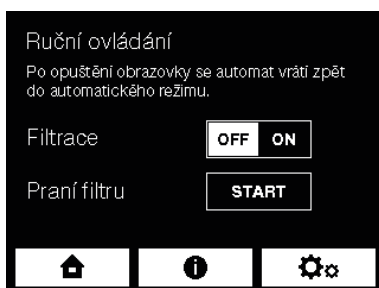 Ruční ovládání
Po opuštění obrazovky se automat vrátí zpět
do automatického režimu.
Filtrace OFF ON
Praní filtru START